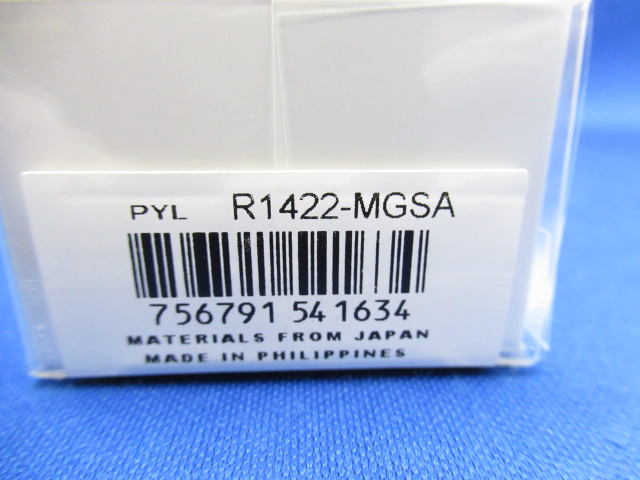 PYL R1422-MGSA
756791 541634
MATERIALS FROM JAPAN
MADE IN PHILIPPINES